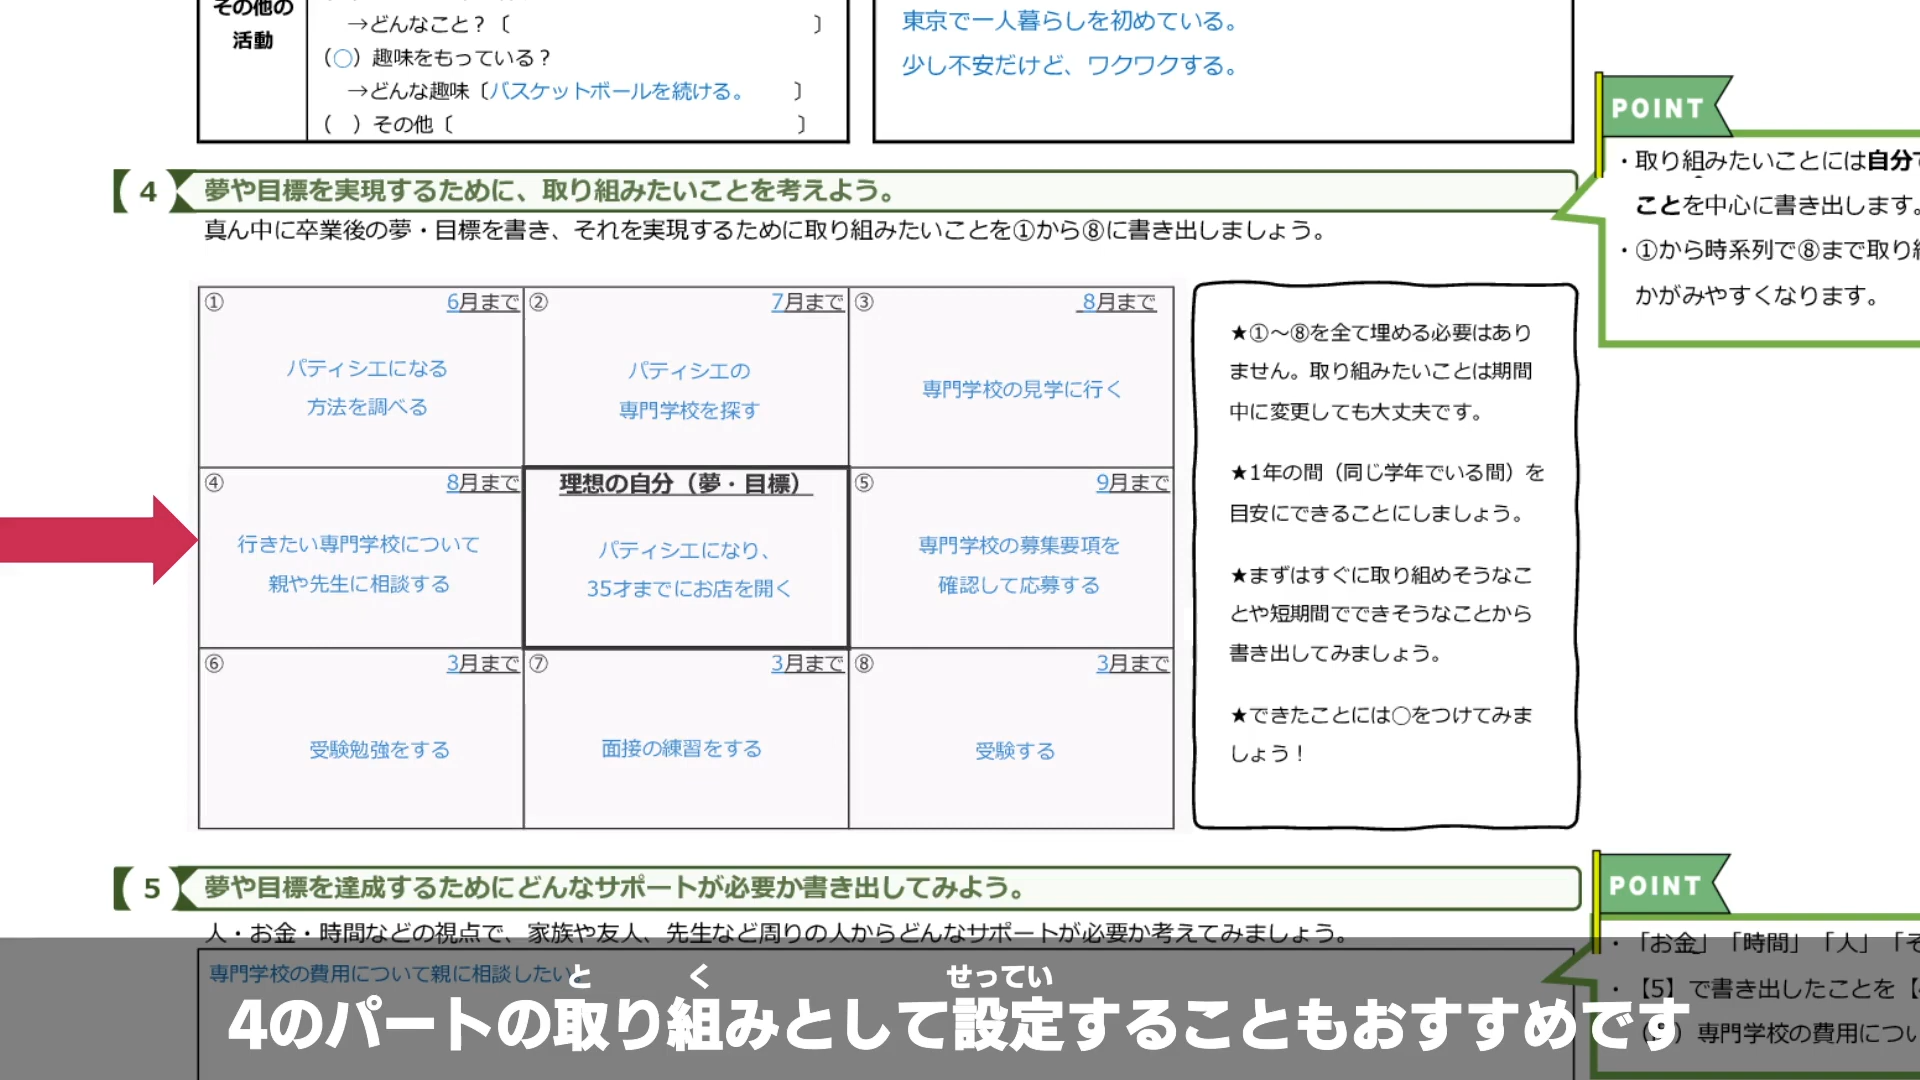 その他の
活動
→どんなこと？〔　〕
（○）趣味をもっている？
→どんな趣味〔バスケットボールを続ける。　〕
（　）その他〔　〕
東京で一人暮らしを初めている。
少し不安だけど、ワクワクする。
POINT
・取り組みたいことには自分で
ことを中心に書き出します。
・①から時系列で⑧まで取り組
かがみやすくなります。
4
夢や目標を実現するために、取り組みたいことを考えよう。
真ん中に卒業後の夢・目標を書き、それを実現するために取り組みたいことを①から⑧に書き出しましょう。
① 6月まで
パティシエになる
方法を調べる
② 7月まで
パティシエの
専門学校を探す
③ 8月まで
専門学校の見学に行く
④ 8月まで
行きたい専門学校について
親や先生に相談する
理想の自分（夢・目標）
パティシエになり、
35才までにお店を開く
⑤ 9月まで
専門学校の募集要項を
確認して応募する
⑥ 3月まで
受験勉強をする
⑦ 3月まで
面接の練習をする
⑧ 3月まで
受験する
★①～⑧を全て埋める必要はあり
ません。取り組みたいことは期間
中に変更しても大丈夫です。
★1年の間（同じ学年でいる間）を
目安にできることにしましょう。
★まずはすぐに取り組めそうなこ
とや短期間でできそうなことから
書き出してみましょう。
★できたことには○をつけてみま
しょう！
5
夢や目標を達成するためにどんなサポートが必要か書き出してみよう。
人・お金・時間などの視点で、家族や友人、先生など周りの人からどんなサポートが必要か考えてみましょう。
専門学校の費用について親に相談したい。
POINT
・「お金」「時間」「人」「そ
・【5】で書き出したことを【4
）専門学校の費用につい
と　く　せってい
4のパートの取り組みとして設定することもおすすめです